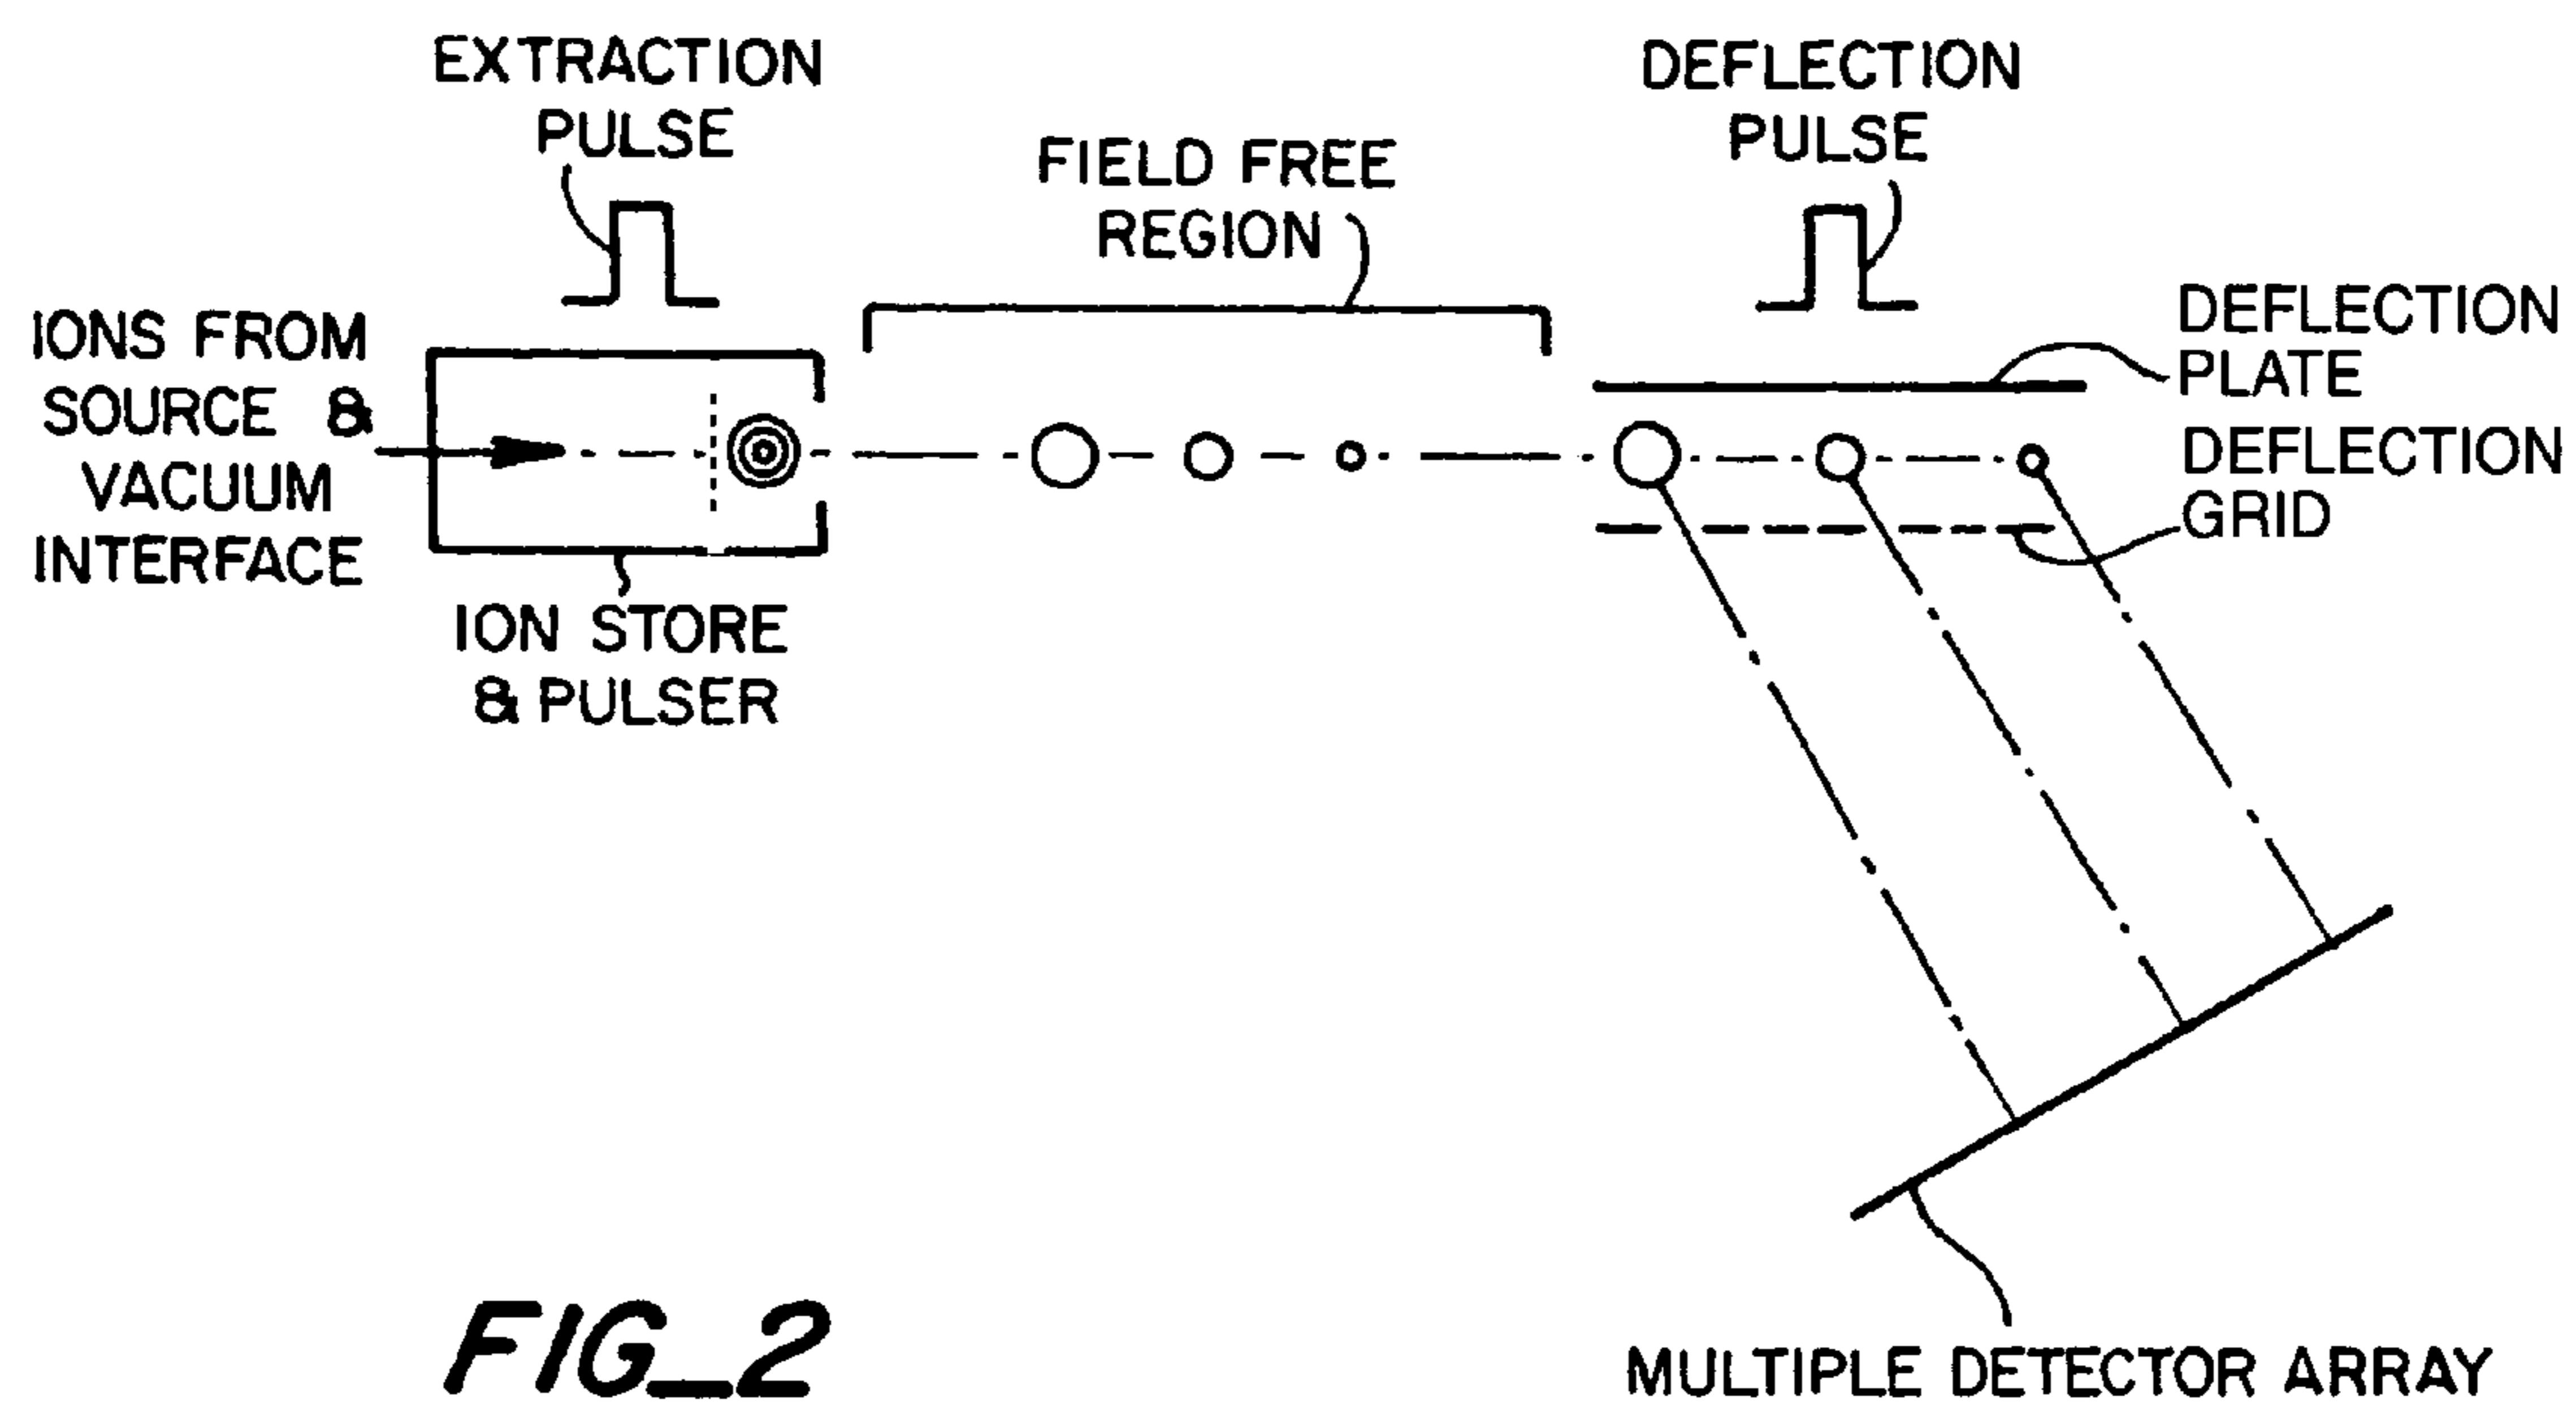 EXTRACTION
PULSE
DEFLECTION
PULSE
FIELD FREE
REGION
IONS FROM
SOURCE &
VACUUM
INTERFACE
DEFLECTION
PLATE
DEFLECTION
GRID
ION STORE
& PULSER
MULTIPLE DETECTOR ARRAY
FIG_2